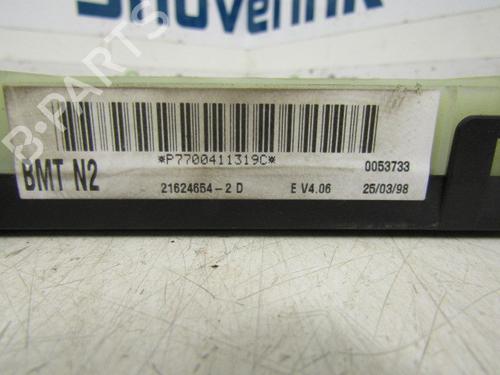 B-PARTS
*P7700411319C*
0053733
BMT N2
21624654-2 D
E V4.06
25/03/98